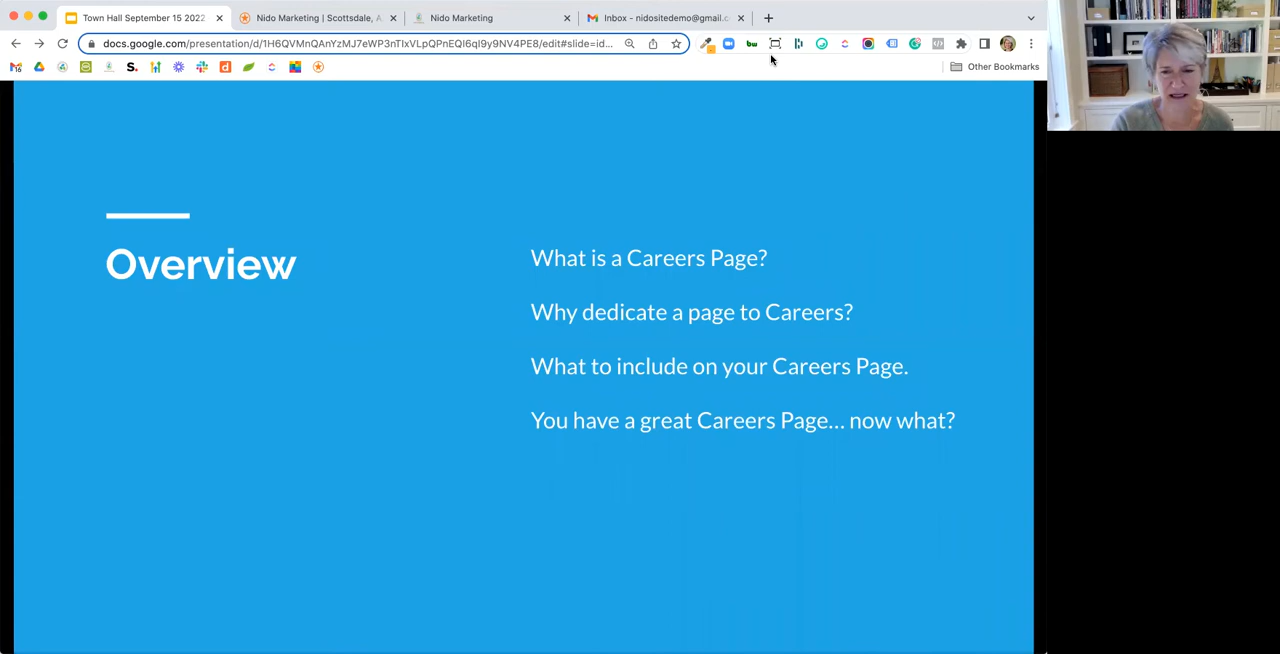 Town Hall September 15 2022
Nido Marketing | Scottsdale, A
Nido Marketing
Inbox - nidositedemo@gmail.c
docs.google.com/presentation/d/1H6QVMnQAnYzMJ7eWP3nTlxVLpQPnEQI6qI9y9NV4PE8/edit#slide=id...
Other Bookmarks
Overview
What is a Careers Page?
Why dedicate a page to Careers?
What to include on your Careers Page.
You have a great Careers Page... now what?